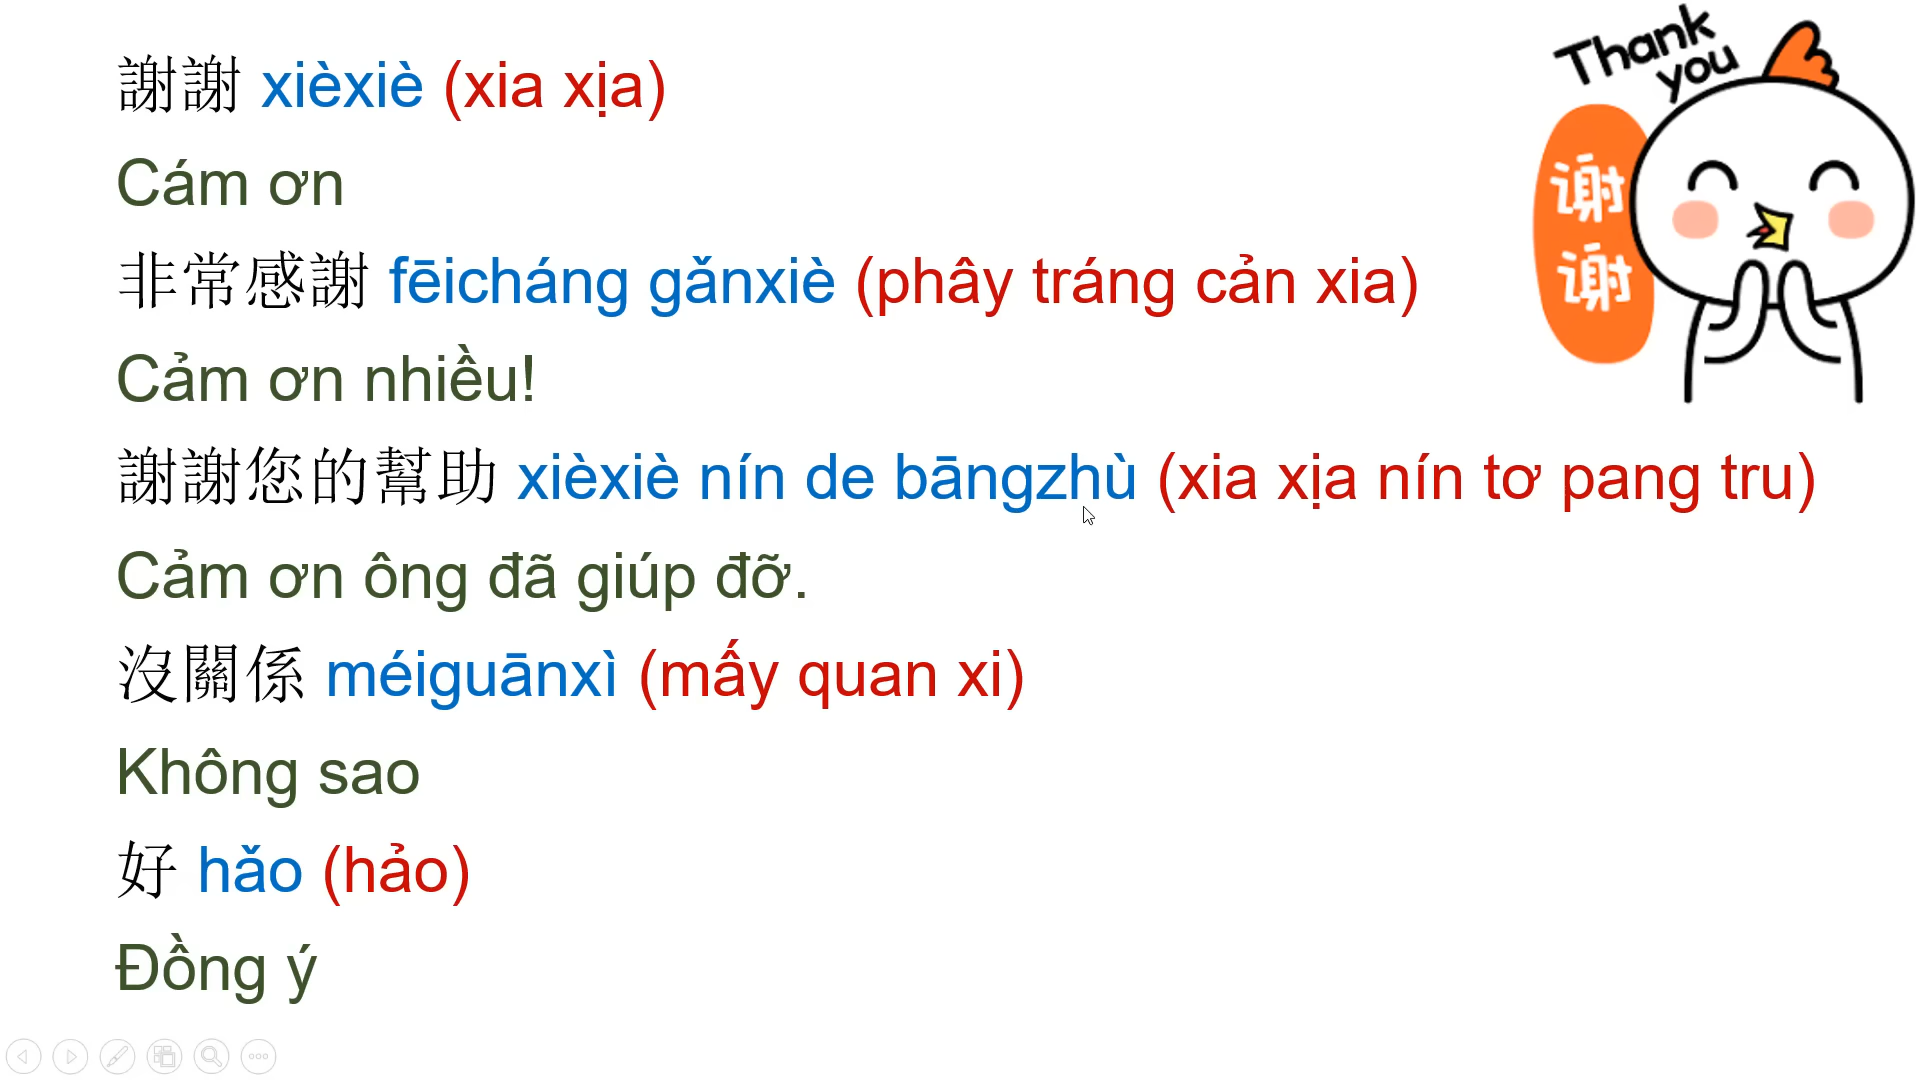 謝謝 xièxiè (xia xịa)
Cám ơn
非常感謝 fēicháng gǎnxiè (phây tráng cản xia)
Cảm ơn nhiều!
謝謝您的幫助 xièxiè nín de bāngzhù (xia xịa nín tơ pang tru)
Cảm ơn ông đã giúp đỡ.
沒關係 méiguānxì (mấy quan xi)
Không sao
好 hǎo (hảo)
Đồng ý
Thank
you
谢
谢